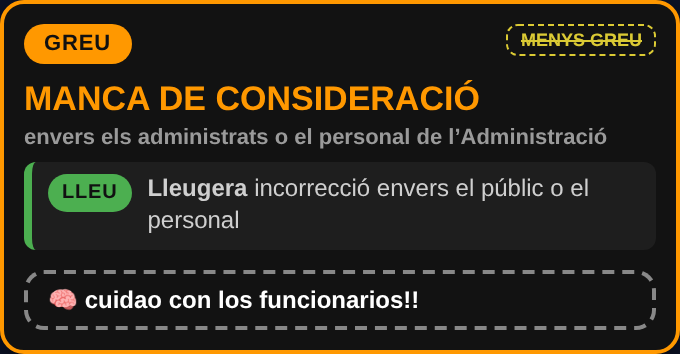 GREU
MENYS GREU
MANCA DE CONSIDERACIÓ
envers els administrats o el personal de l’Administració
LLEU
Lleugera incorrecció envers el públic o el
personal
🧠 cuidao con los funcionarios!!